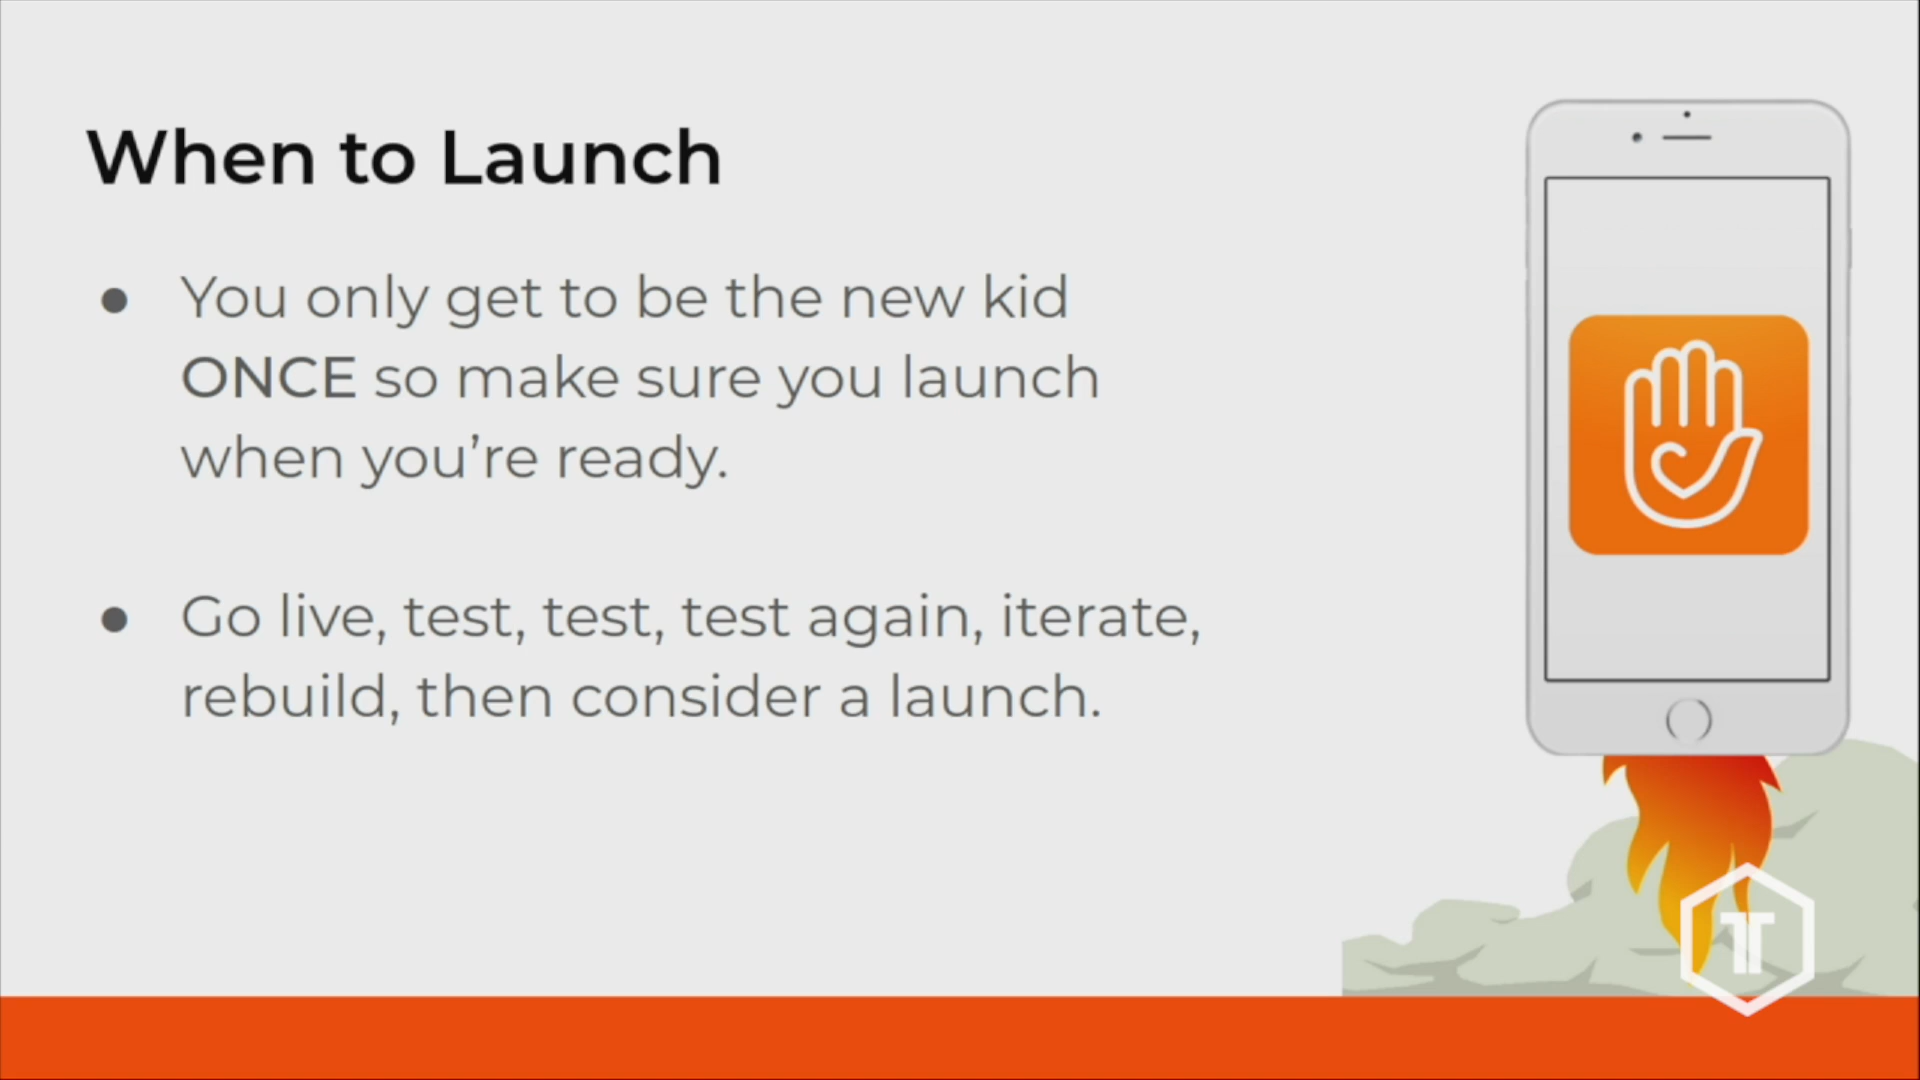 When to Launch
● You only get to be the new kid
ONCE so make sure you launch
when you’re ready.
● Go live, test, test, test again, iterate,
rebuild, then consider a launch.